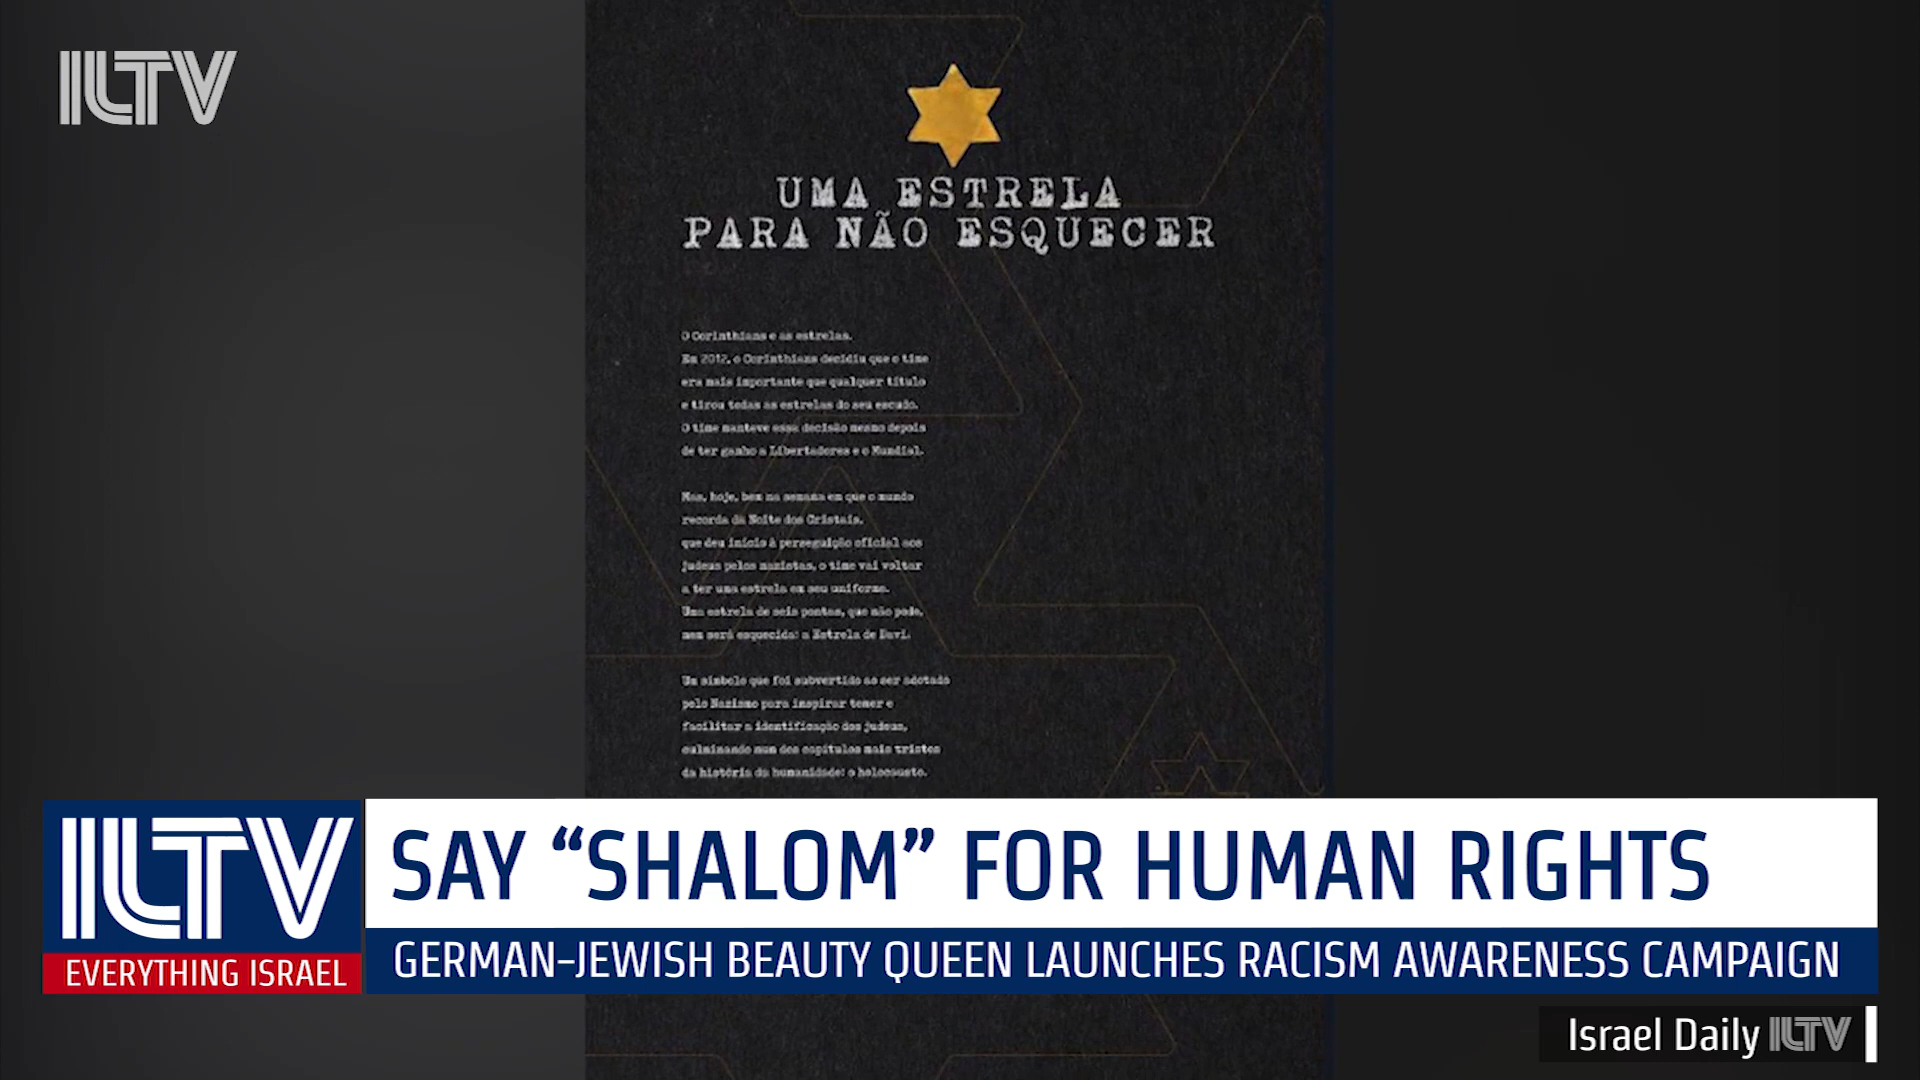 ILTV
UMA ESTRELA
PARA NÃO ESQUECER
O Corinthians e as estrelas.
Em 2012, o Corinthians decidiu que o time
era mais importante que qualquer título
e tirou todas as estrelas do seu escudo.
O time manteve essa decisão mesmo depois
de ter ganho a Libertadores e o Mundial.
Mas, hoje, bem na semana em que o mundo
recorda da Noite dos Cristais,
que deu início à perseguição oficial aos
judeus pelos nazistas, o time vai voltar
a ter uma estrela em seu uniforme.
Uma estrela de seis pontas, que não pode,
nem será esquecida: a Estrela de Davi.
Um símbolo que foi subvertido ao ser adotado
pelo Nazismo para inspirar temor e
facilitar a identificação dos judeus,
culminando num dos capítulos mais tristes
da história da humanidade: o holocausto.
ILTV
EVERYTHING ISRAEL
SAY “SHALOM” FOR HUMAN RIGHTS
GERMAN-JEWISH BEAUTY QUEEN LAUNCHES RACISM AWARENESS CAMPAIGN
Israel Daily ILTV